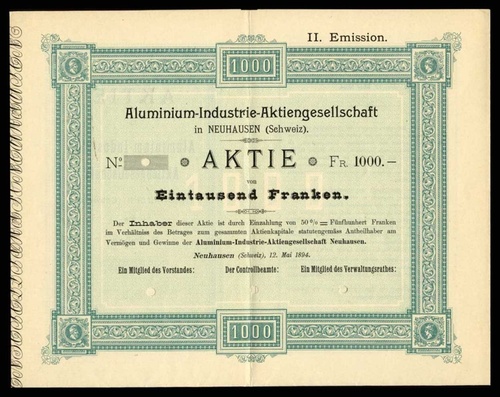 II. Emission.
1000
Aluminium-Industrie-Aktiengesellschaft
in NEUHAUSEN (Schweiz).
No AKTIE FR. 1000.—
von
Eintausend Franken.
Der Inhaber dieser Aktie ist durch Einzahlung von 50 % = Fünfhundert Franken
im Verhältniss des Betrages zum gesammten Aktienkapitale statutengemäss Antheilhaber am
Vermögen und Gewinne der Aluminium-Industrie-Aktiengesellschaft Neuhausen.
Neuhausen (Schweiz), 12. Mai 1894.
Ein Mitglied des Vorstandes: Der Controlbeamte: Ein Mitglied des Verwaltungsrathes:
1000